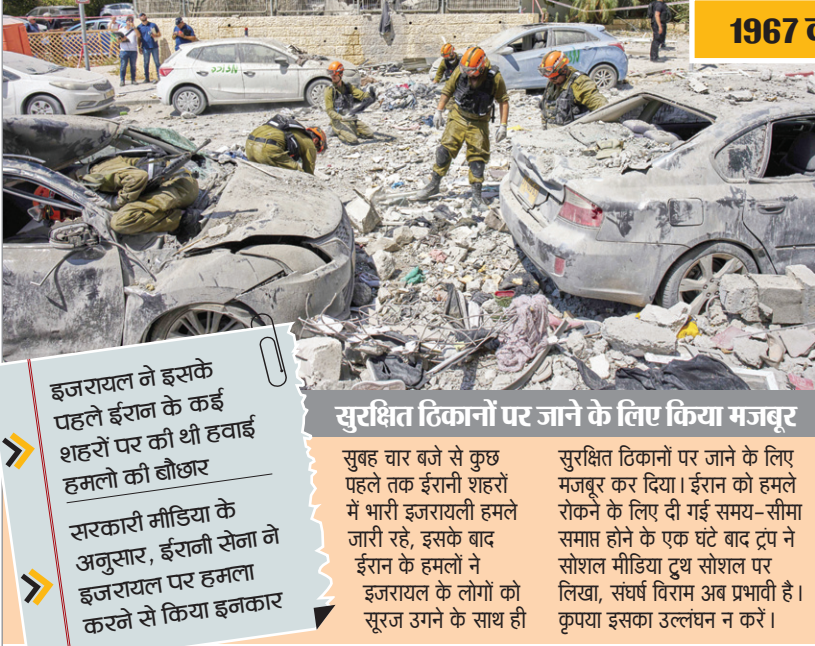 1967
इजरायल ने इसके
पहले ईरान के कई
शहरों पर की थी हवाई
हमलो की बौछार
सरकारी मीडिया के
अनुसार, ईरानी सेना ने
इजरायल पर हमला
करने से किया इनकार
सुरक्षित ठिकानों पर जाने के लिए किया मजबूर
सुबह चार बजे से कुछ
पहले तक ईरानी शहरों
में भारी इजरायली हमले
जारी रहे, इसके बाद
ईरान के हमलों ने
इजरायल के लोगों को
सूरज उगने के साथ ही
सुरक्षित ठिकानों पर जाने के लिए
मजबूर कर दिया। ईरान को हमले
रोकने के लिए दी गई समय-सीमा
समाप्त होने के एक घंटे बाद ट्रंप ने
सोशल मीडिया ट्रुथ सोशल पर
लिखा, संघर्ष विराम अब प्रभावी है।
कृपया इसका उल्लंघन न करें।